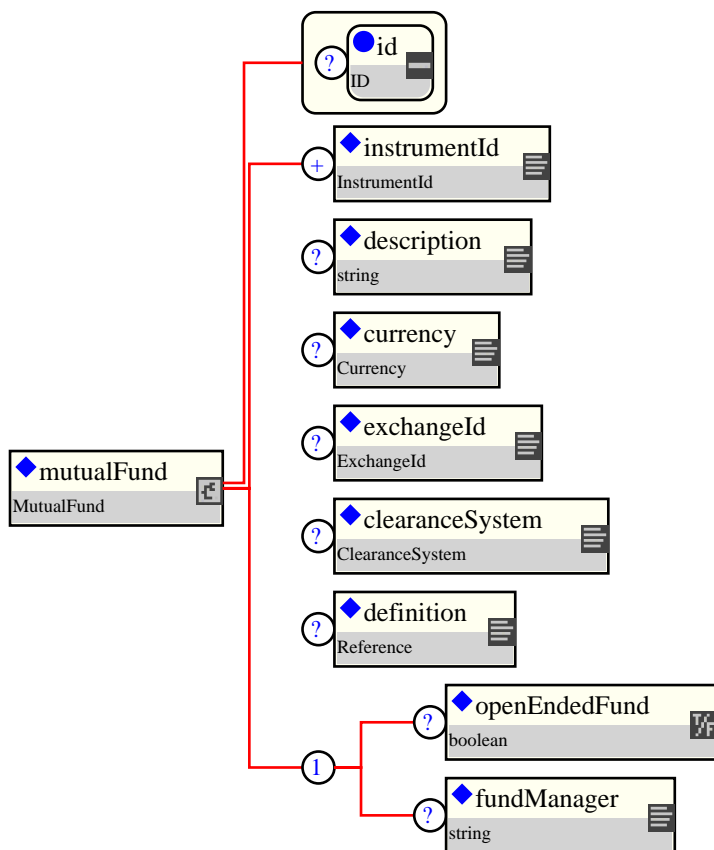 ? id
ID
+ instrumentId
InstrumentId
? description
string
? currency
Currency
? exchangeId
ExchangeId
mutualFund
MutualFund
? clearanceSystem
ClearanceSystem
? definition
Reference
? openEndedFund
boolean T/F
1
? fundManager
string